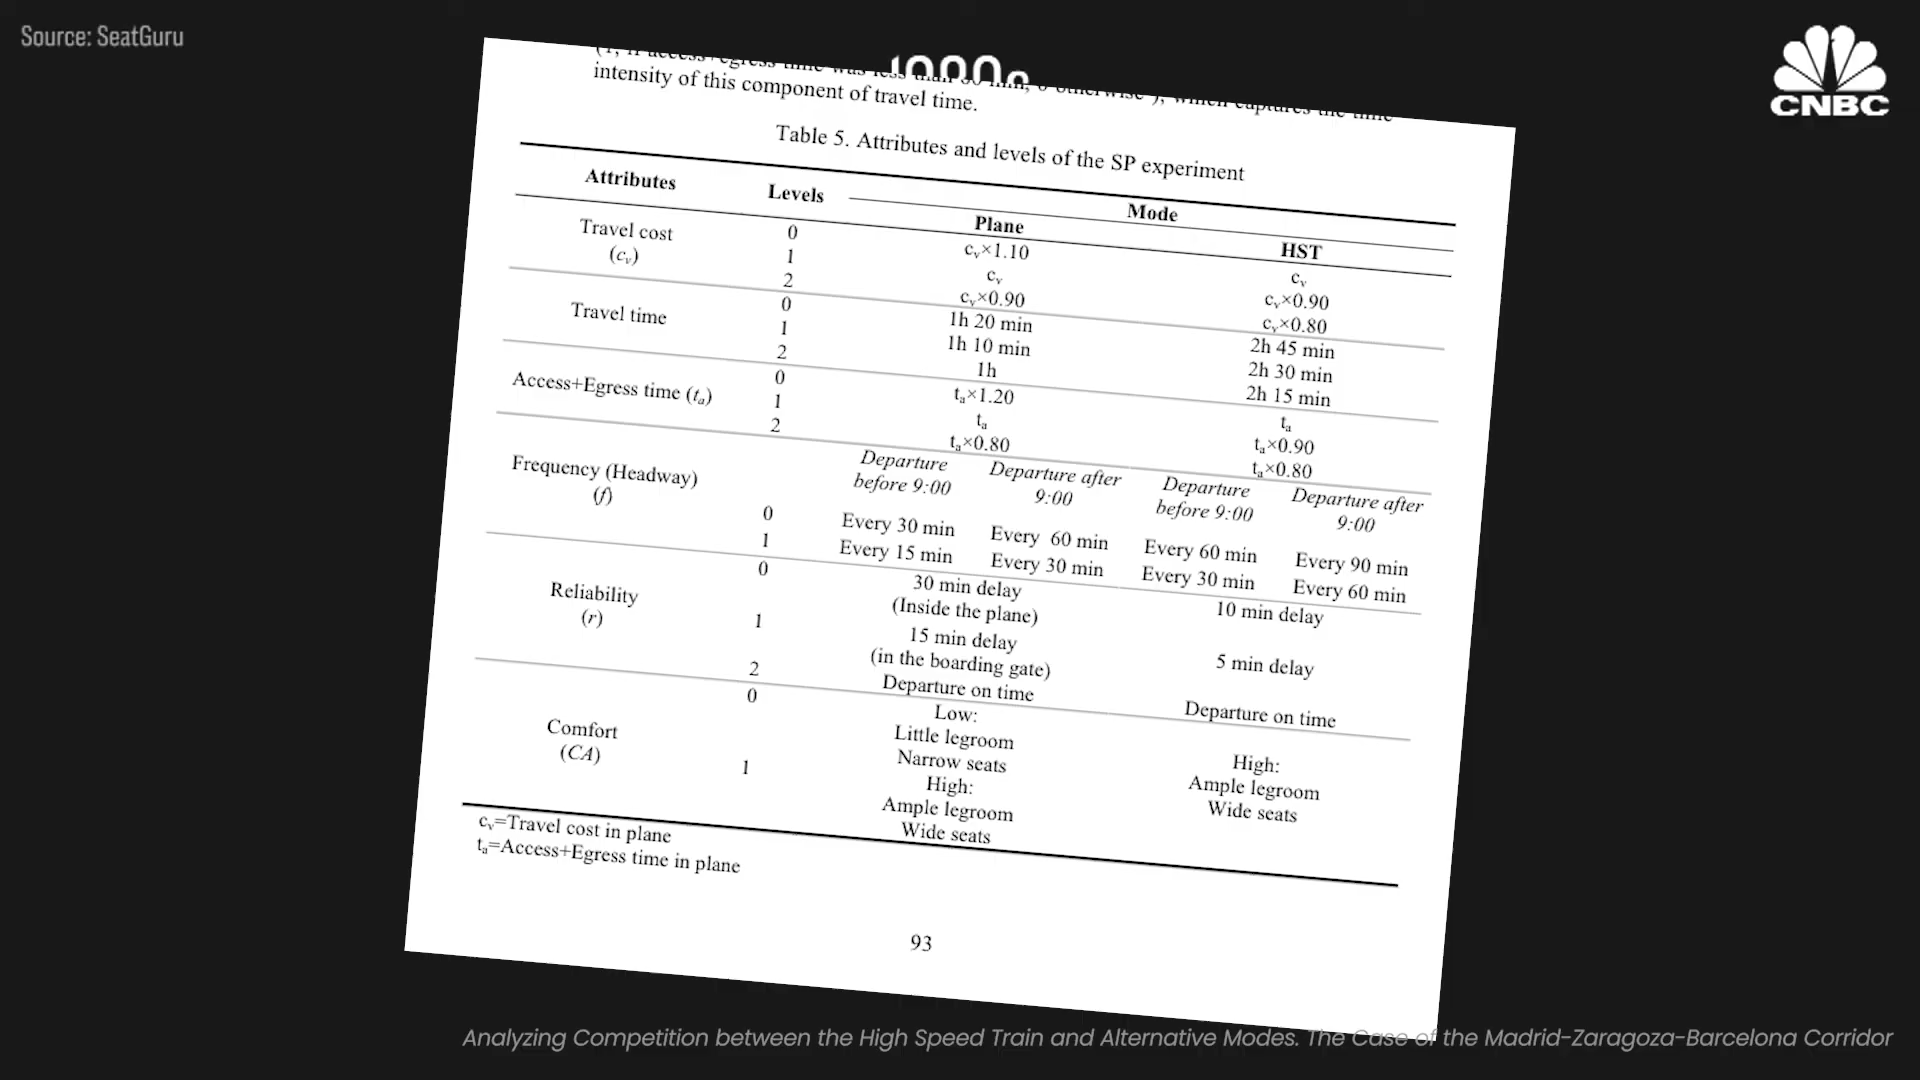 Source: SeatGuru
CNBC
intensity of this component of travel time.
Table 5. Attributes and levels of the SP experiment
Attributes Levels Mode
Plane HST
Travel cost (cᵥ) 0 cᵥ×1.10 cᵥ
1 cᵥ cᵥ×0.90
2 cᵥ×0.90 cᵥ×0.80
Travel time 0 1h 20 min 2h 45 min
1 1h 10 min 2h 30 min
2 1h 2h 15 min
Access+Egress time (tₐ) 0 tₐ×1.20 tₐ
1 tₐ tₐ×0.90
2 tₐ×0.80 tₐ×0.80
Frequency (Headway) (f) Departure before 9:00 Departure after 9:00 Departure before 9:00 Departure after 9:00
0 Every 30 min Every 60 min Every 60 min Every 90 min
1 Every 15 min Every 30 min Every 30 min Every 60 min
Reliability (r) 0 30 min delay (Inside the plane) 10 min delay
1 15 min delay (in the boarding gate) 5 min delay
2 Departure on time Departure on time
Comfort (CA) 0 Low: Little legroom Narrow seats High: Ample legroom Wide seats
1 High: Ample legroom Wide seats
cᵥ=Travel cost in plane
tₐ=Access+Egress time in plane
93
Analyzing Competition between the High Speed Train and Alternative Modes. The Case of the Madrid-Zaragoza-Barcelona Corridor